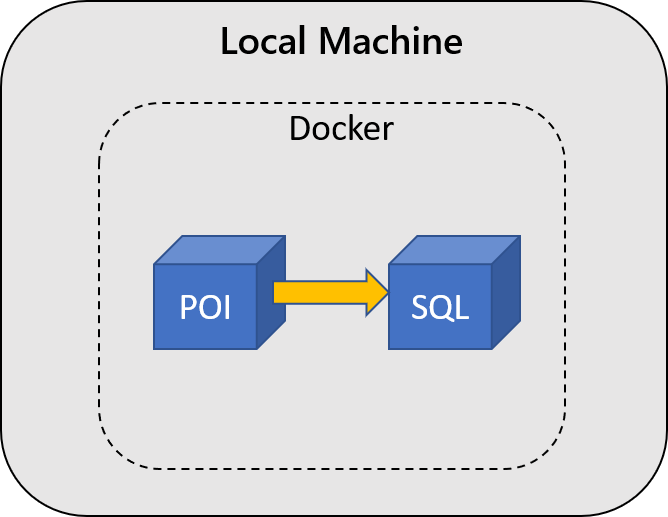 Local Machine
Docker
POI
SQL